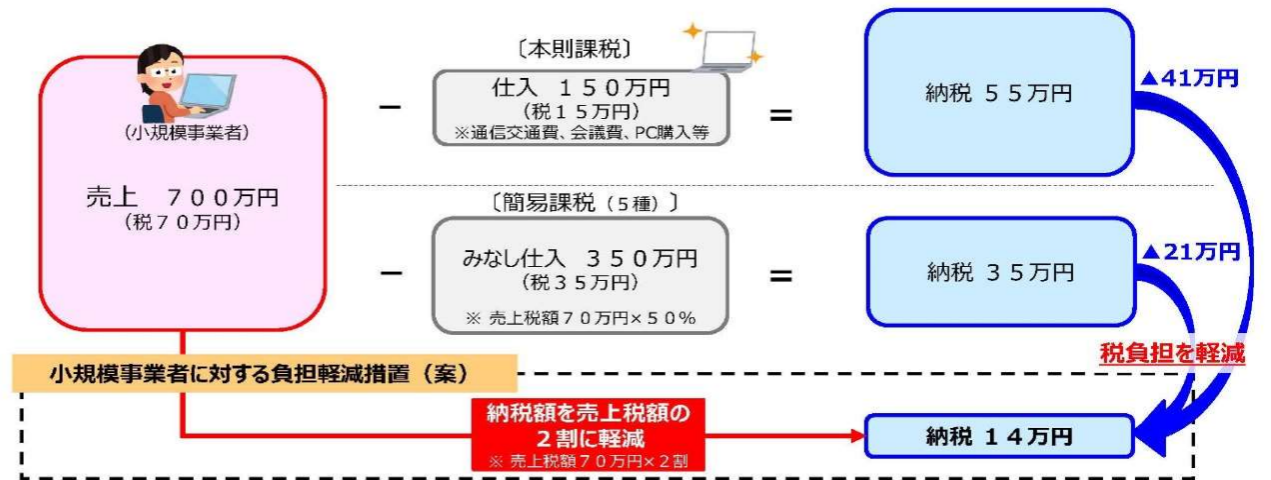 (小規模事業者)
売上 ７００万円
(税７０万円)
〔本則課税〕
－
仕入 １５０万円
(税１５万円)
※通信交通費、会議費、PC購入等
＝
納税 ５５万円
▲41万円
〔簡易課税（５種）〕
－
みなし仕入 ３５０万円
(税３５万円)
※ 売上税額７０万円×５０％
＝
納税 ３５万円
▲21万円
税負担を軽減
小規模事業者に対する負担軽減措置（案）
納税額を売上税額の
２割に軽減
※ 売上税額７０万円×２割
納税 １４万円